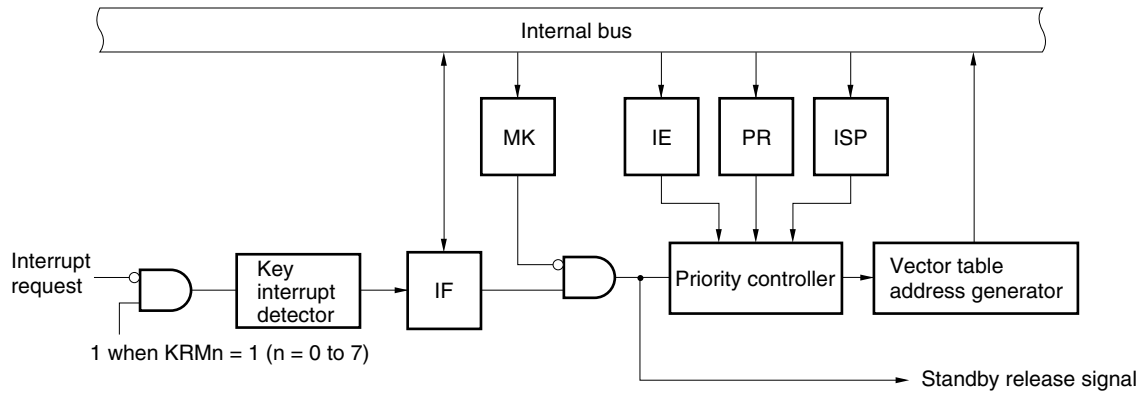 Internal bus
MK
IE
PR
ISP
Interrupt
request
Key
interrupt
detector
IF
Priority controller
Vector table
address generator
1 when KRMn = 1 (n = 0 to 7)
Standby release signal